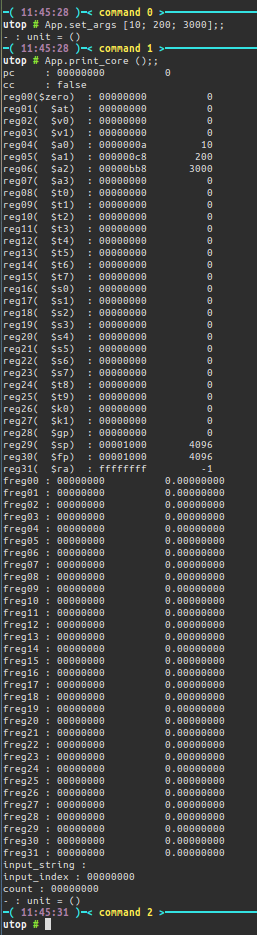 ─( 11:45:28 )─< command 0 >─
utop # App.set_args [10; 200; 3000];;
- : unit = ()
─( 11:45:28 )─< command 1 >─
utop # App.print_core ();;
pc     : 00000000          0
cc     : false
reg00($zero)  : 00000000          0
reg01(  $at)  : 00000000          0
reg02(  $v0)  : 00000000          0
reg03(  $v1)  : 00000000          0
reg04(  $a0)  : 0000000a         10
reg05(  $a1)  : 000000c8        200
reg06(  $a2)  : 00000bb8       3000
reg07(  $a3)  : 00000000          0
reg08(  $t0)  : 00000000          0
reg09(  $t1)  : 00000000          0
reg10(  $t2)  : 00000000          0
reg11(  $t3)  : 00000000          0
reg12(  $t4)  : 00000000          0
reg13(  $t5)  : 00000000          0
reg14(  $t6)  : 00000000          0
reg15(  $t7)  : 00000000          0
reg16(  $s0)  : 00000000          0
reg17(  $s1)  : 00000000          0
reg18(  $s2)  : 00000000          0
reg19(  $s3)  : 00000000          0
reg20(  $s4)  : 00000000          0
reg21(  $s5)  : 00000000          0
reg22(  $s6)  : 00000000          0
reg23(  $s7)  : 00000000          0
reg24(  $t8)  : 00000000          0
reg25(  $t9)  : 00000000          0
reg26(  $k0)  : 00000000          0
reg27(  $k1)  : 00000000          0
reg28(  $gp)  : 00000000          0
reg29(  $sp)  : 00001000       4096
reg30(  $fp)  : 00001000       4096
reg31(  $ra)  : ffffffff         -1
freg00 : 00000000          0.00000000
freg01 : 00000000          0.00000000
freg02 : 00000000          0.00000000
freg03 : 00000000          0.00000000
freg04 : 00000000          0.00000000
freg05 : 00000000          0.00000000
freg06 : 00000000          0.00000000
freg07 : 00000000          0.00000000
freg08 : 00000000          0.00000000
freg09 : 00000000          0.00000000
freg10 : 00000000          0.00000000
freg11 : 00000000          0.00000000
freg12 : 00000000          0.00000000
freg13 : 00000000          0.00000000
freg14 : 00000000          0.00000000
freg15 : 00000000          0.00000000
freg16 : 00000000          0.00000000
freg17 : 00000000          0.00000000
freg18 : 00000000          0.00000000
freg19 : 00000000          0.00000000
freg20 : 00000000          0.00000000
freg21 : 00000000          0.00000000
freg22 : 00000000          0.00000000
freg23 : 00000000          0.00000000
freg24 : 00000000          0.00000000
freg25 : 00000000          0.00000000
freg26 : 00000000          0.00000000
freg27 : 00000000          0.00000000
freg28 : 00000000          0.00000000
freg29 : 00000000          0.00000000
freg30 : 00000000          0.00000000
freg31 : 00000000          0.00000000
input_string :
input_index : 00000000
count : 00000000
- : unit = ()
─( 11:45:31 )─< command 2 >─
utop #